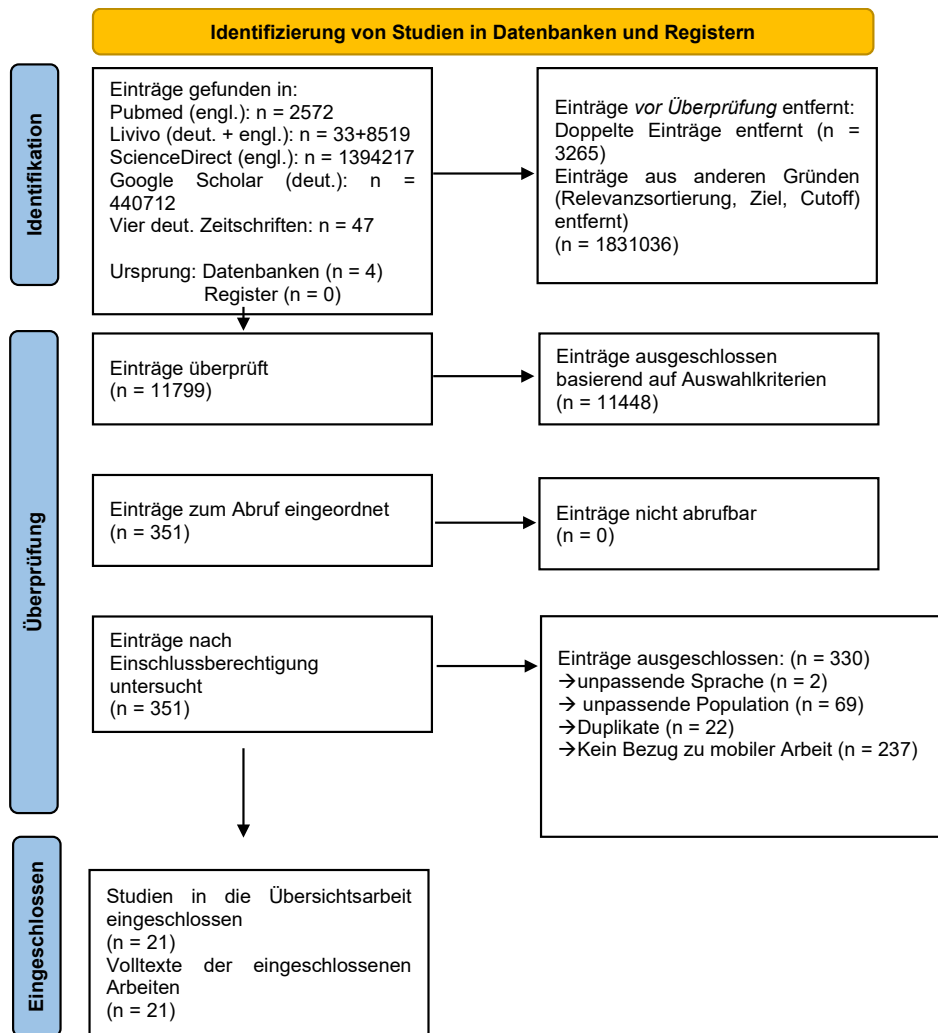 Identifizierung von Studien in Datenbanken und Registern
Identifikation
Einträge gefunden in:
Pubmed (engl.): n = 2572
Livivo (deut. + engl.): n = 33+8519
ScienceDirect (engl.): n = 1394217
Google Scholar (deut.): n =
440712
Vier deut. Zeitschriften: n = 47
Ursprung: Datenbanken (n = 4)
Register (n = 0)
Einträge vor Überprüfung entfernt:
Doppelte Einträge entfernt (n =
3265)
Einträge aus anderen Gründen
(Relevanzsortierung, Ziel, Cutoff)
entfernt)
(n = 1831036)
Überprüfung
Einträge überprüft
(n = 11799)
Einträge ausgeschlossen
basierend auf Auswahlkriterien
(n = 11448)
Einträge zum Abruf eingeordnet
(n = 351)
Einträge nicht abrufbar
(n = 0)
Einträge nach
Einschlussberechtigung
untersucht
(n = 351)
Einträge ausgeschlossen: (n = 330)
→unpassende Sprache (n = 2)
→ unpassende Population (n = 69)
→Duplikate (n = 22)
→Kein Bezug zu mobiler Arbeit (n = 237)
Eingeschlossen
Studien in die Übersichtsarbeit
eingeschlossen
(n = 21)
Volltexte der eingeschlossenen
Arbeiten
(n = 21)